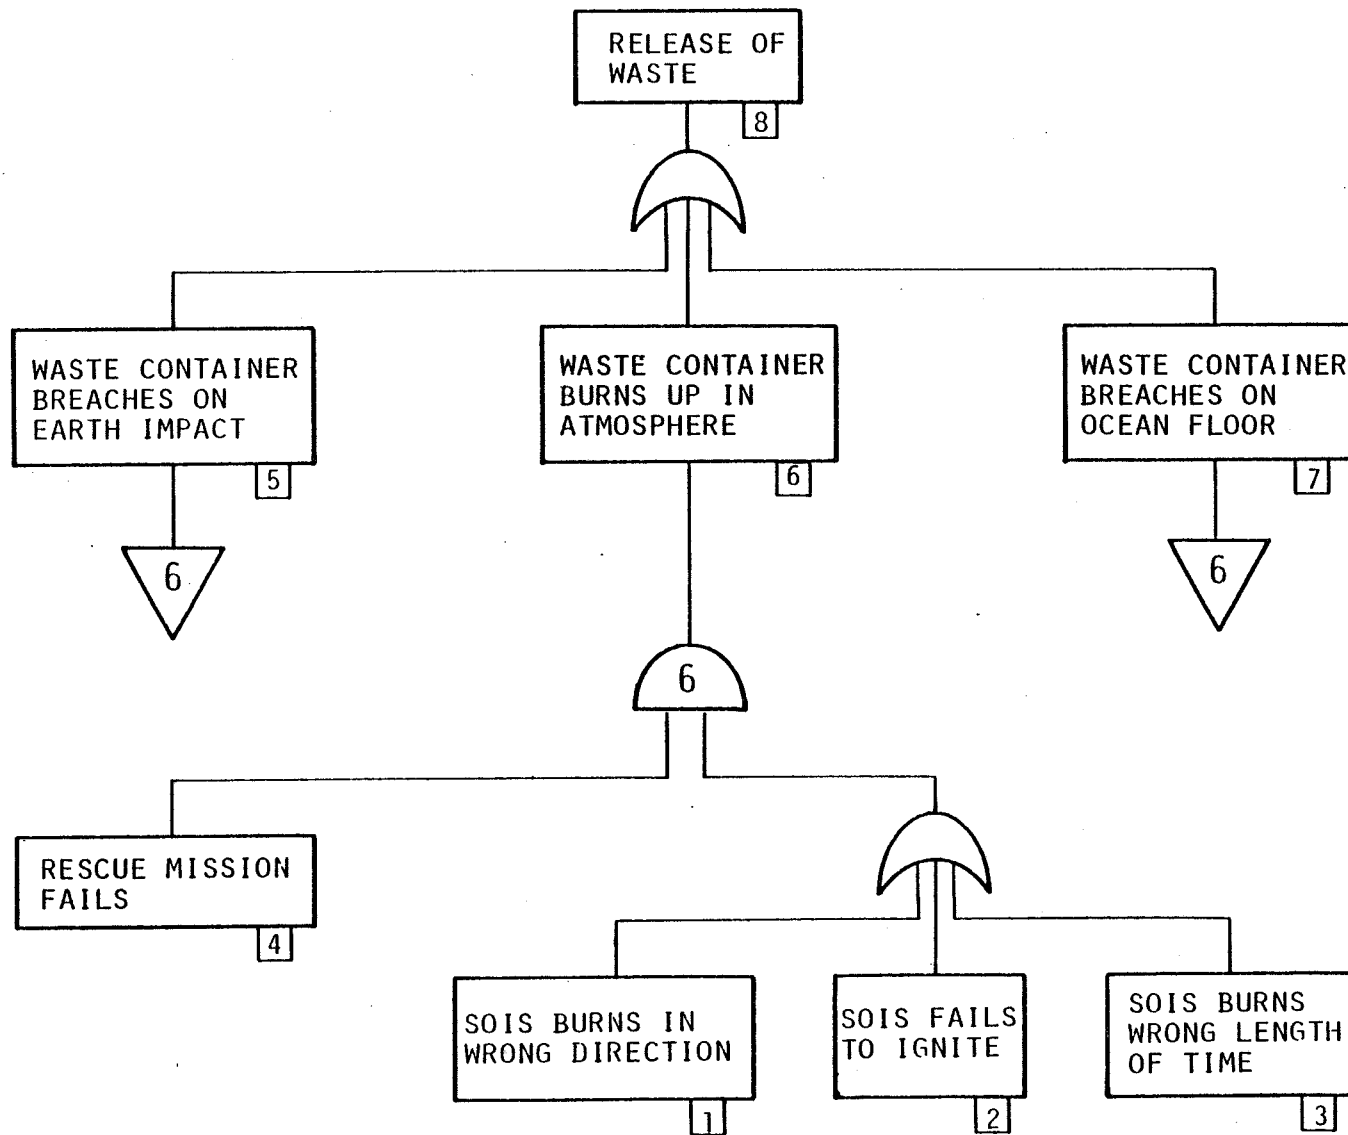 RELEASE OF
WASTE
8
WASTE CONTAINER
BREACHES ON
EARTH IMPACT
5
WASTE CONTAINER
BURNS UP IN
ATMOSPHERE
6
WASTE CONTAINER
BREACHES ON
OCEAN FLOOR
7
6
6
6
RESCUE MISSION
FAILS
4
SOIS BURNS IN
WRONG DIRECTION
1
SOIS FAILS
TO IGNITE
2
SOIS BURNS
WRONG LENGTH
OF TIME
3